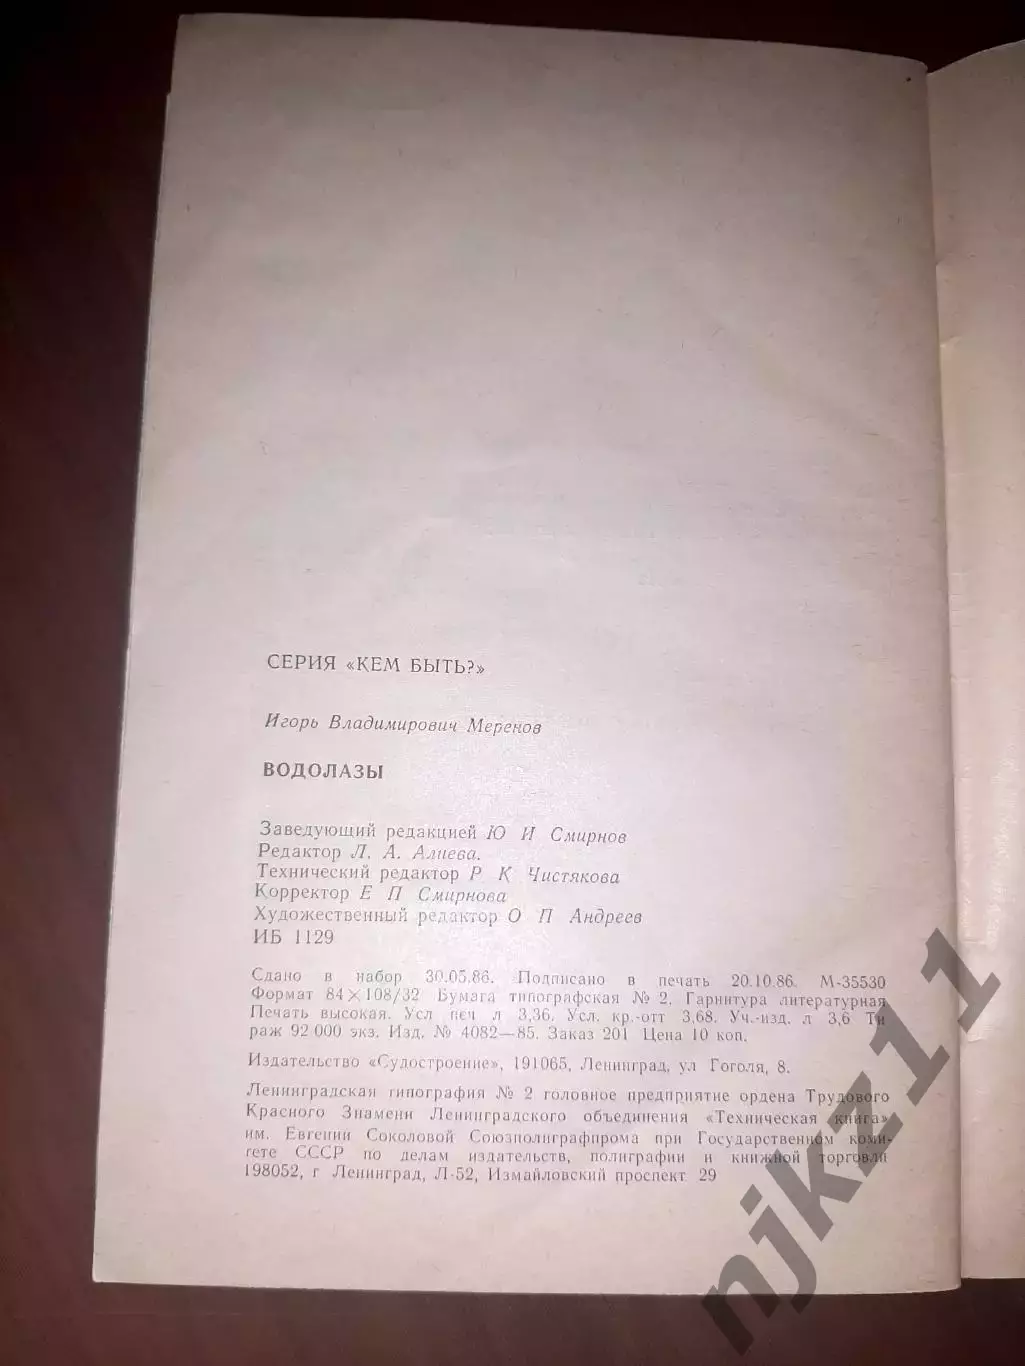 СЕРИЯ «КЕМ БЫТЬ?»
Игорь Владимирович Меренов
ВОДОЛАЗЫ
Заведующий редакцией Ю И Смирнов
Редактор Л. А. Алиева.
Технический редактор Р К Чистякова
Корректор Е П Смирнова
Художественный редактор О П Андреев
ИБ 1129
Сдано в набор 30.05.86. Подписано в печать 20.10.86. М-35530
Формат 84×108/32 Бумага типографская № 2. Гарнитура литературная
Печать высокая. Усл печ л 3,36. Усл. кр.-отт 3,68. Уч.-изд. л 3,6 Ти
раж 92 000 экз. Изд. № 4082—85. Заказ 201 Цена 10 коп.
Издательство «Судостроение», 191065, Ленинград, ул Гоголя, 8.
Ленинградская типография № 2 головное предприятие ордена Трудового
Красного Знамени Ленинградского объединения «Техническая книга»
им. Евгении Соколовой Союзполиграфпрома при Государственном коми-
тете СССР по делам издательств, полиграфии и книжной торговли
198052, г Ленинград, Л-52, Измайловский проспект 29
njkz11